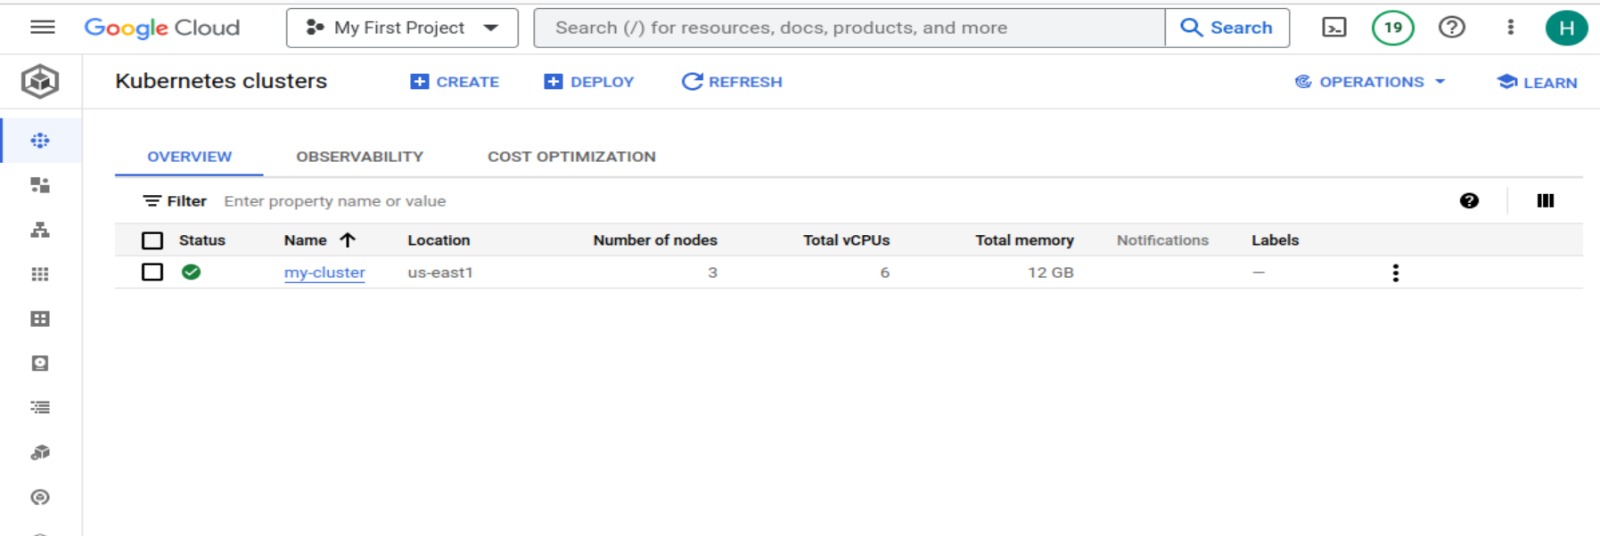 Google Cloud My First Project Search (/) for resources, docs, products, and more Search 19 H
Kubernetes clusters CREATE DEPLOY REFRESH OPERATIONS LEARN
OVERVIEW OBSERVABILITY COST OPTIMIZATION
Filter Enter property name or value
Status Name Location Number of nodes Total vCPUs Total memory Notifications Labels
my-cluster us-east1 3 6 12 GB —